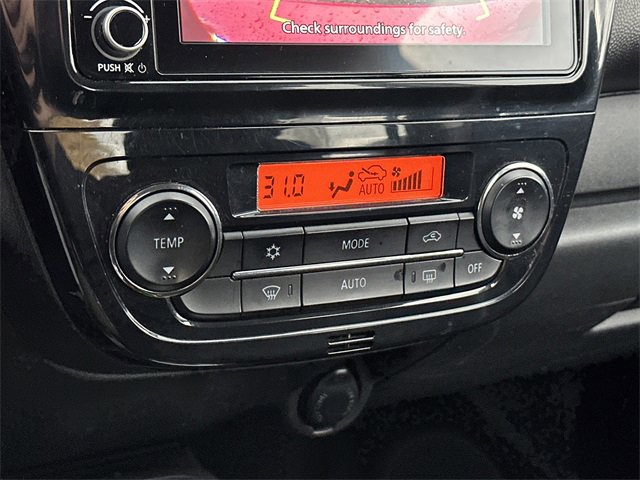 Check surroundings for safety.
PUSH
31.0
AUTO
TEMP
MODE
AUTO
OFF